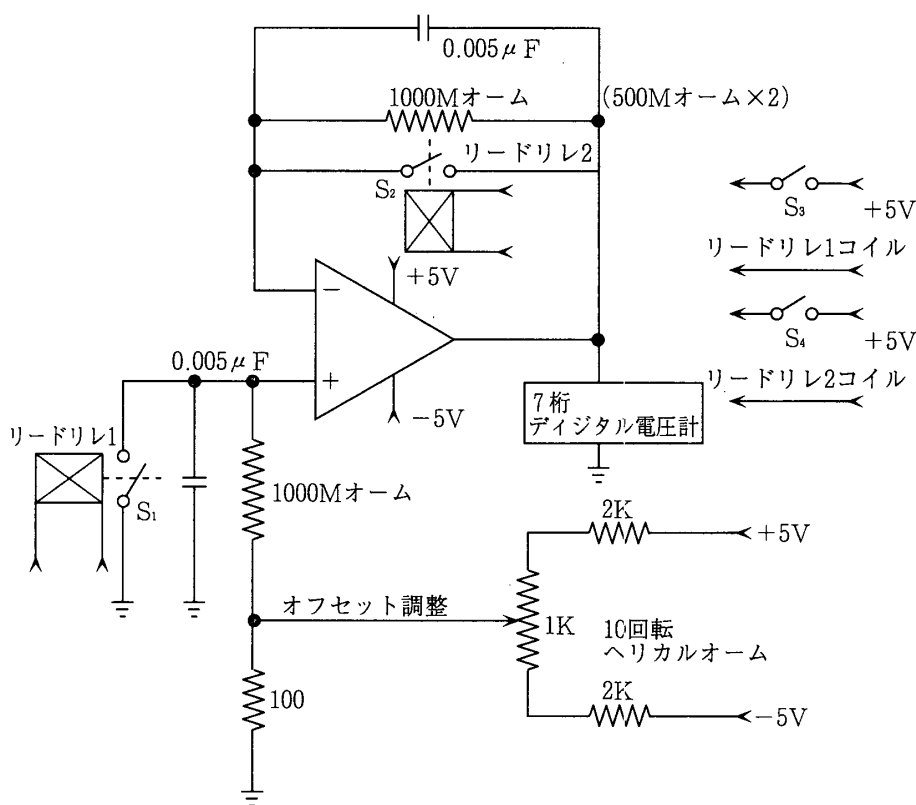 0.005μF
1000Mオーム
(500Mオーム×2)
リードリレ2
S₂
S₃
+5V
リードリレ1コイル
+5V
S₄
+5V
リードリレ2コイル
−
+
−5V
0.005μF
7桁
ディジタル電圧計
リードリレ1
S₁
1000Mオーム
2K
+5V
オフセット調整
1K
10回転
ヘリカルオーム
2K
−5V
100